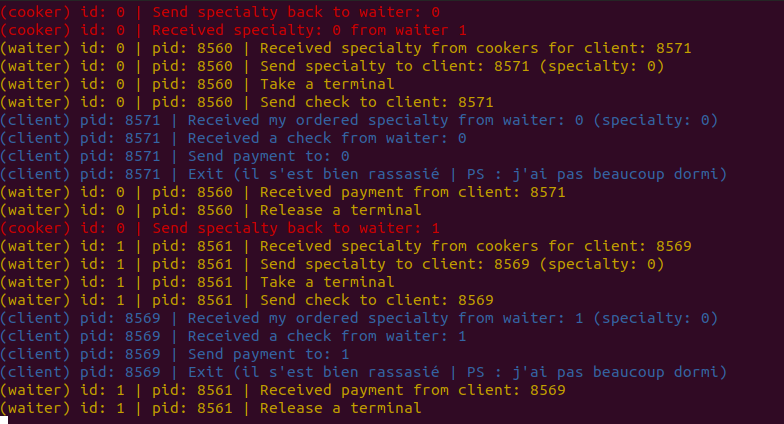 (cooker) id: 0 | Send specialty back to waiter: 0
(cooker) id: 0 | Received specialty: 0 from waiter 1
(waiter) id: 0 | pid: 8560 | Received specialty from cookers for client: 8571
(waiter) id: 0 | pid: 8560 | Send specialty to client: 8571 (specialty: 0)
(waiter) id: 0 | pid: 8560 | Take a terminal
(waiter) id: 0 | pid: 8560 | Send check to client: 8571
(client) pid: 8571 | Received my ordered specialty from waiter: 0 (specialty: 0)
(client) pid: 8571 | Received a check from waiter: 0
(client) pid: 8571 | Send payment to: 0
(client) pid: 8571 | Exit (il s'est bien rassasié | PS : j'ai pas beaucoup dormi)
(waiter) id: 0 | pid: 8560 | Received payment from client: 8571
(waiter) id: 0 | pid: 8560 | Release a terminal
(cooker) id: 0 | Send specialty back to waiter: 1
(waiter) id: 1 | pid: 8561 | Received specialty from cookers for client: 8569
(waiter) id: 1 | pid: 8561 | Send specialty to client: 8569 (specialty: 0)
(waiter) id: 1 | pid: 8561 | Take a terminal
(waiter) id: 1 | pid: 8561 | Send check to client: 8569
(client) pid: 8569 | Received my ordered specialty from waiter: 1 (specialty: 0)
(client) pid: 8569 | Received a check from waiter: 1
(client) pid: 8569 | Send payment to: 1
(client) pid: 8569 | Exit (il s'est bien rassasié | PS : j'ai pas beaucoup dormi)
(waiter) id: 1 | pid: 8561 | Received payment from client: 8569
(waiter) id: 1 | pid: 8561 | Release a terminal